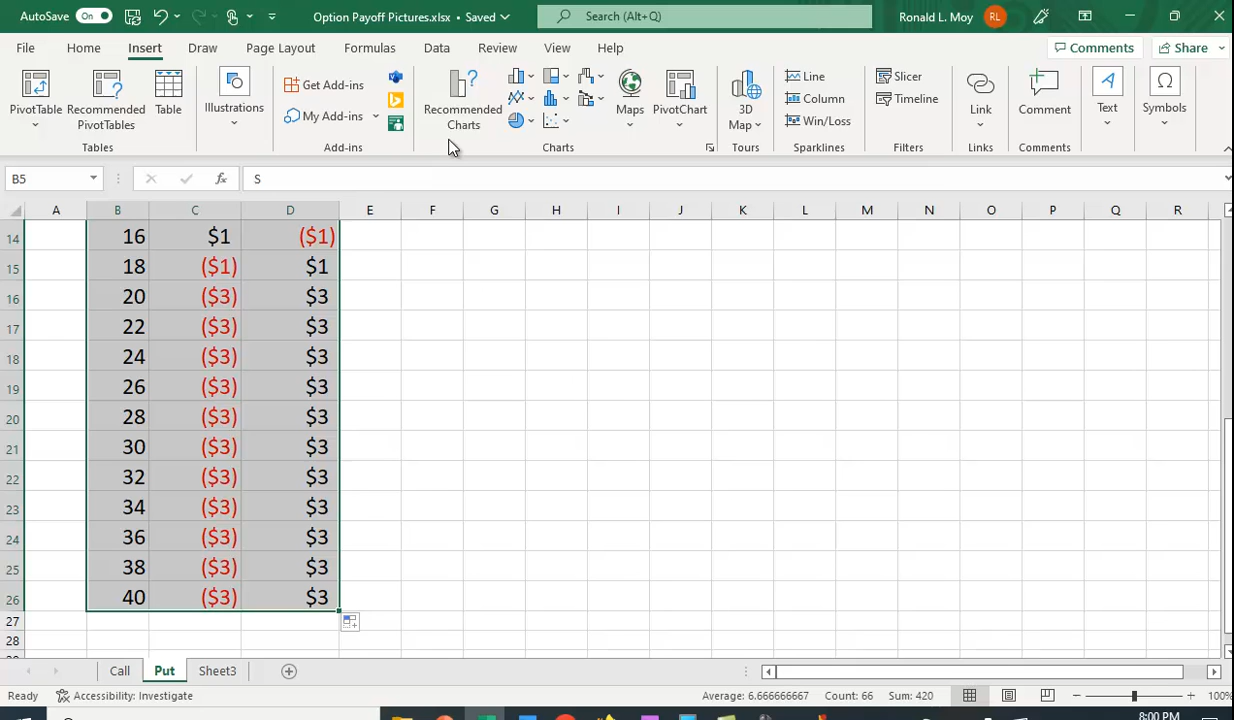 AutoSave On Option Payoff Pictures.xlsx • Saved Search (Alt+Q) Ronald L. Moy RL
File Home Insert Draw Page Layout Formulas Data Review View Help Comments Share
PivotTable Recommended PivotTables Table Illustrations Get Add-ins My Add-ins Recommended Charts Maps PivotChart 3D Map Line Column Win/Loss Slicer Timeline Link Comment Text Symbols
Tables Add-ins Charts Tours Sparklines Filters Links Comments
B5 fx S
A B C D E F G H I J K L M N O P Q R
14 16 $1 ($1)
15 18 ($1) $1
16 20 ($3) $3
17 22 ($3) $3
18 24 ($3) $3
19 26 ($3) $3
20 28 ($3) $3
21 30 ($3) $3
22 32 ($3) $3
23 34 ($3) $3
24 36 ($3) $3
25 38 ($3) $3
26 40 ($3) $3
27
28
Call Put Sheet3
Ready Accessibility: Investigate Average: 6.666666667 Count: 66 Sum: 420 100%
8:00 PM